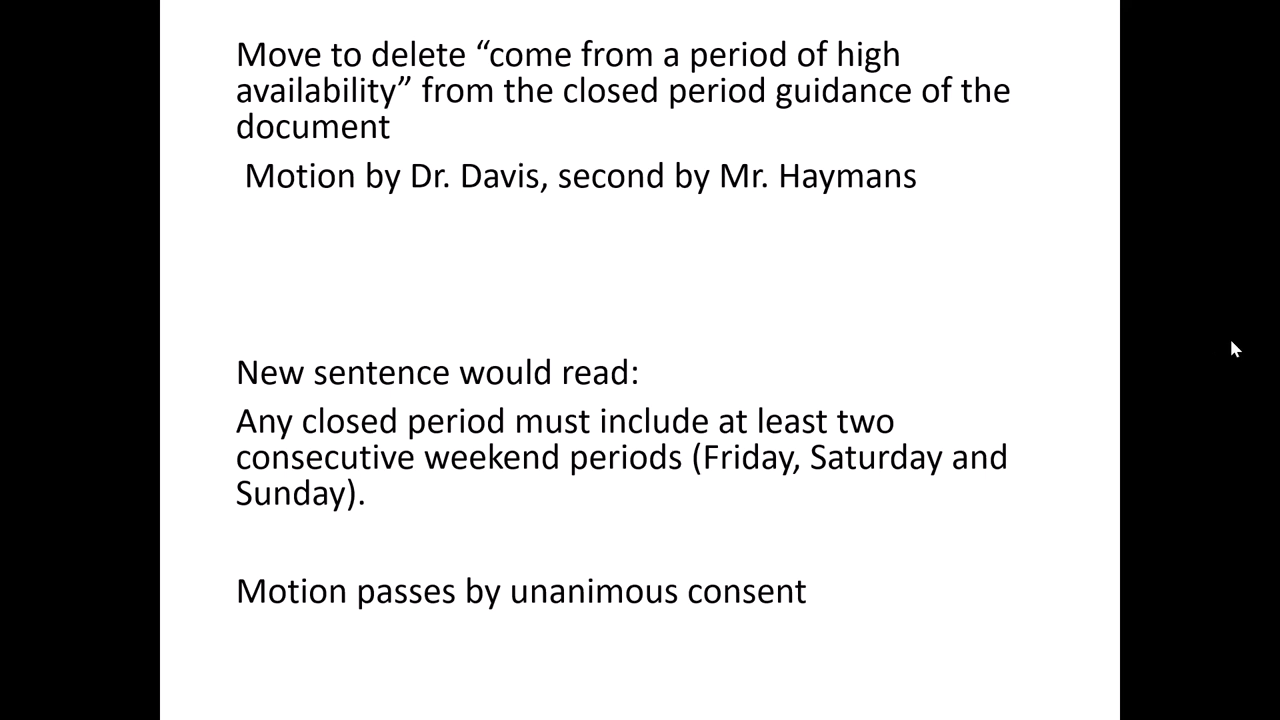 Move to delete “come from a period of high
availability” from the closed period guidance of the
document
Motion by Dr. Davis, second by Mr. Haymans
New sentence would read:
Any closed period must include at least two
consecutive weekend periods (Friday, Saturday and
Sunday).
Motion passes by unanimous consent